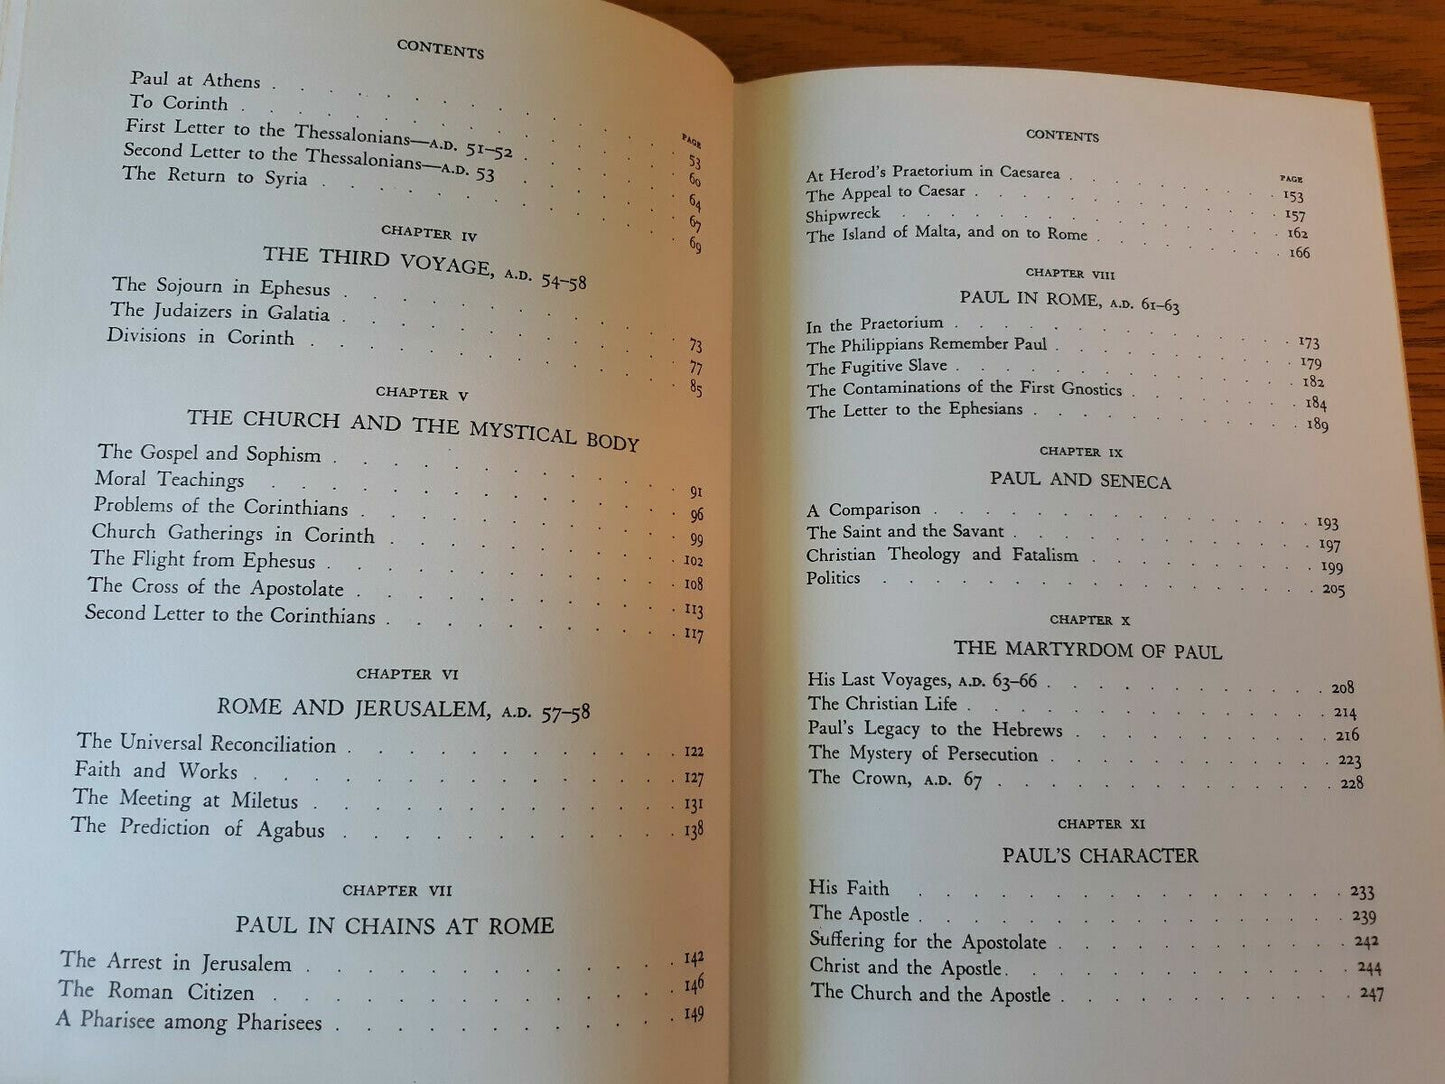 CONTENTS
PAGE
Paul at Athens . . . . . . . . . . 53
To Corinth . . . . . . . . . . 60
First Letter to the Thessalonians—A.D. 51–52 . . . . 64
Second Letter to the Thessalonians—A.D. 53 . . . . 67
The Return to Syria . . . . . . . . . . 69
CHAPTER IV
THE THIRD VOYAGE, A.D. 54–58
The Sojourn in Ephesus . . . . . . . . . . 73
The Judaizers in Galatia . . . . . . . . . . 77
Divisions in Corinth . . . . . . . . . . 85
CHAPTER V
THE CHURCH AND THE MYSTICAL BODY
The Gospel and Sophism . . . . . . . . . . 91
Moral Teachings . . . . . . . . . . 96
Problems of the Corinthians . . . . . . . . . . 99
Church Gatherings in Corinth . . . . . . . . . . 102
The Flight from Ephesus . . . . . . . . . . 108
The Cross of the Apostolate . . . . . . . . . . 113
Second Letter to the Corinthians . . . . . . . . . . 117
CHAPTER VI
ROME AND JERUSALEM, A.D. 57–58
The Universal Reconciliation . . . . . . . . . . 122
Faith and Works . . . . . . . . . . 127
The Meeting at Miletus . . . . . . . . . . 131
The Prediction of Agabus . . . . . . . . . . 138
CHAPTER VII
PAUL IN CHAINS AT ROME
The Arrest in Jerusalem . . . . . . . . . . 142
The Roman Citizen . . . . . . . . . . 146
A Pharisee among Pharisees . . . . . . . . . . 149
CONTENTS
PAGE
At Herod's Praetorium in Caesarea . . . . . . . . 153
The Appeal to Caesar . . . . . . . . . . 157
Shipwreck . . . . . . . . . . 162
The Island of Malta, and on to Rome . . . . . . . . 166
CHAPTER VIII
PAUL IN ROME, A.D. 61–63
In the Praetorium . . . . . . . . . . 173
The Philippians Remember Paul . . . . . . . . . . 179
The Fugitive Slave . . . . . . . . . . 182
The Contaminations of the First Gnostics . . . . . . 184
The Letter to the Ephesians . . . . . . . . . . 189
CHAPTER IX
PAUL AND SENECA
A Comparison . . . . . . . . . . 193
The Saint and the Savant . . . . . . . . . . 197
Christian Theology and Fatalism . . . . . . . . 199
Politics . . . . . . . . . . 205
CHAPTER X
THE MARTYRDOM OF PAUL
His Last Voyages, A.D. 63–66 . . . . . . . . . . 208
The Christian Life . . . . . . . . . . 214
Paul's Legacy to the Hebrews . . . . . . . . . . 216
The Mystery of Persecution . . . . . . . . . . 223
The Crown, A.D. 67 . . . . . . . . . . 228
CHAPTER XI
PAUL'S CHARACTER
His Faith . . . . . . . . . . 233
The Apostle . . . . . . . . . . 239
Suffering for the Apostolate . . . . . . . . . . 242
Christ and the Apostle . . . . . . . . . . 244
The Church and the Apostle . . . . . . . . . . 247